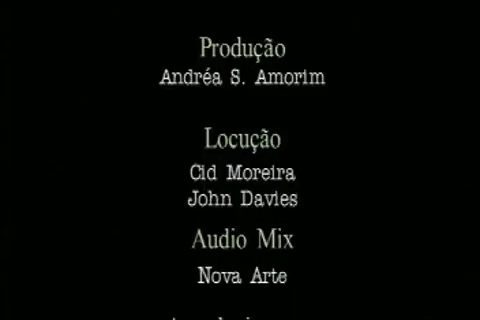 Produção
Andréa S. Amorim
Locução
Cid Moreira
John Davies
Audio Mix
Nova Arte